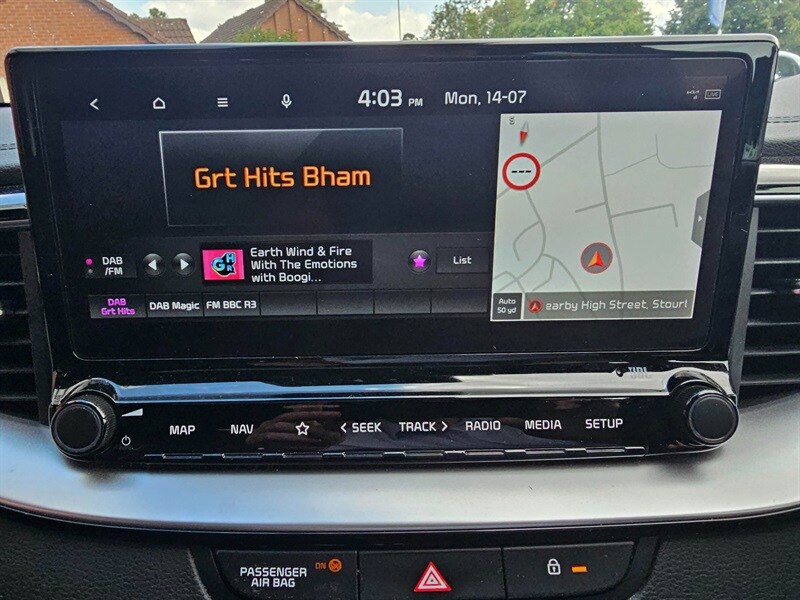 4:03 PM Mon, 14-07
LIVE
Grt Hits Bham
DAB
/FM
GHR
Earth Wind & Fire
With The Emotions
with Boogi...
List
DAB
Grt Hits
DAB Magic
FM BBC R3
---
Auto
50 yd
earby High Street, Stour
MAP
NAV
SEEK
TRACK
RADIO
MEDIA
SETUP
PASSENGER
AIR BAG
ON